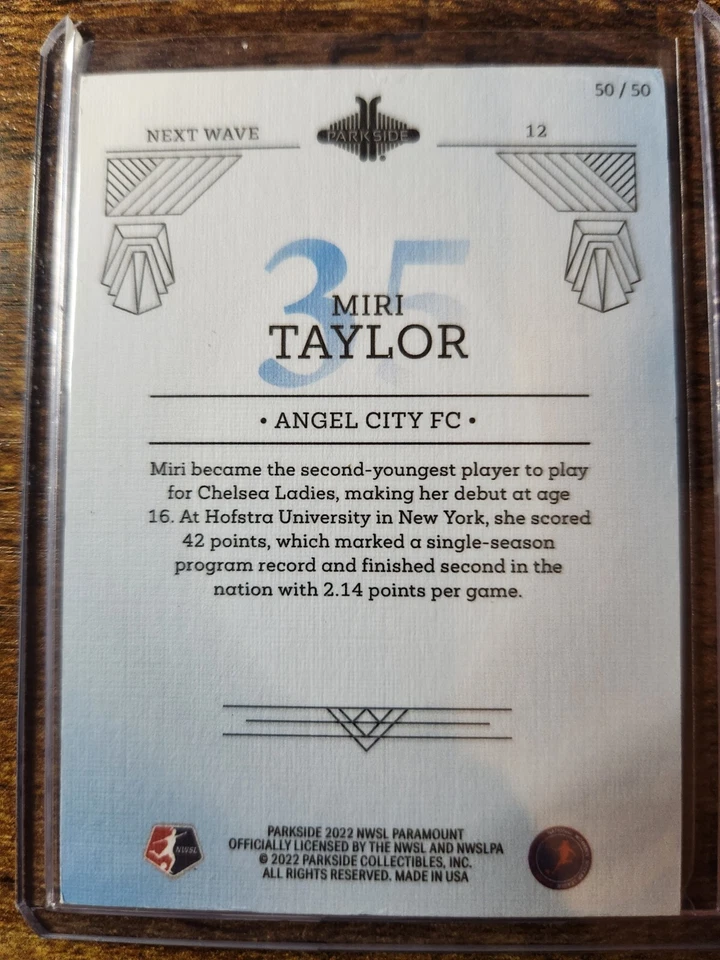 50 / 50
NEXT WAVE
PARKSIDE
12
35
MIRI
TAYLOR
• ANGEL CITY FC •
Miri became the second-youngest player to play
for Chelsea Ladies, making her debut at age
16. At Hofstra University in New York, she scored
42 points, which marked a single-season
program record and finished second in the
nation with 2.14 points per game.
NWSL
PARKSIDE 2022 NWSL PARAMOUNT
OFFICIALLY LICENSED BY THE NWSL AND NWSLPA
© 2022 PARKSIDE COLLECTIBLES, INC.
ALL RIGHTS RESERVED. MADE IN USA